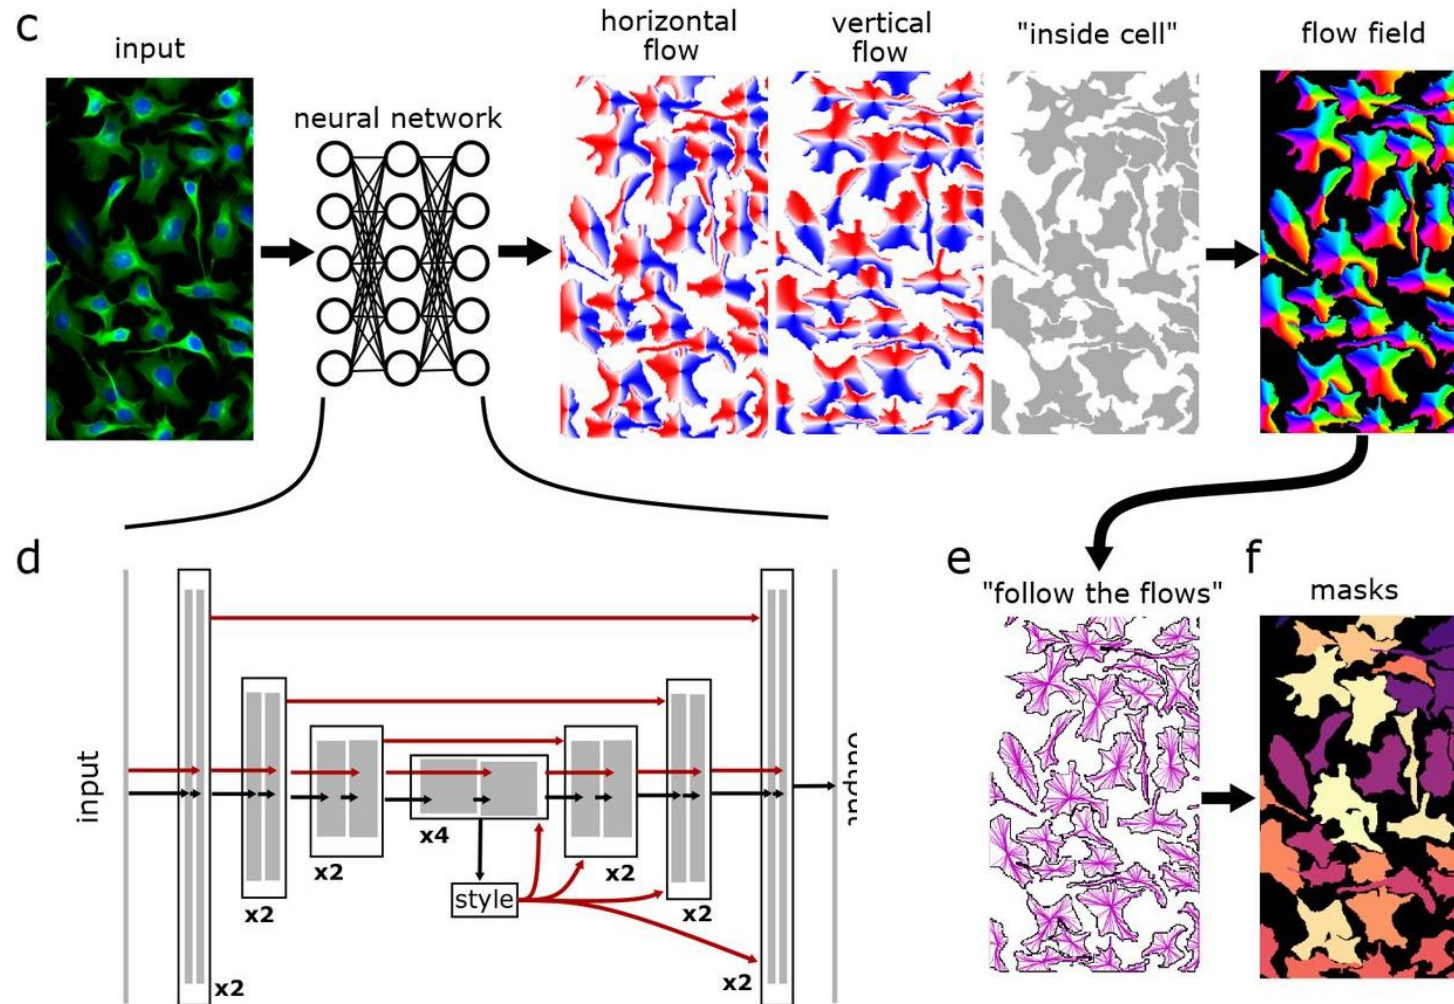 c
input
neural network
horizontal
flow
vertical
flow
"inside cell"
flow field
d
input
x2
x2
x2
x4
style
x2
x2
x2
output
e
"follow the flows"
f
masks